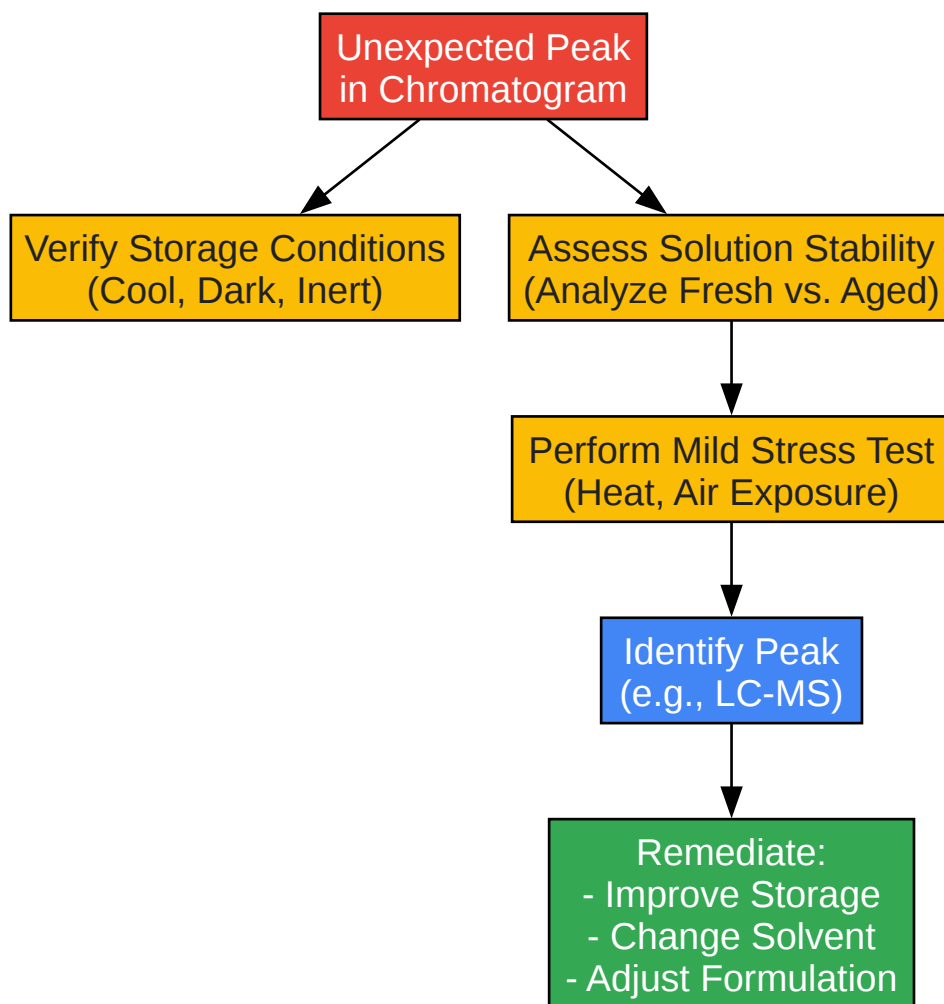 Unexpected Peak
in Chromatogram
Verify Storage Conditions
(Cool, Dark, Inert)
Assess Solution Stability
(Analyze Fresh vs. Aged)
Perform Mild Stress Test
(Heat, Air Exposure)
Identify Peak
(e.g., LC-MS)
Remediate:
- Improve Storage
- Change Solvent
- Adjust Formulation